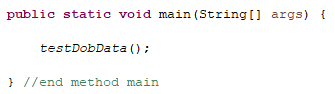 public static void main(String[] args) {
testDobData();
} //end method main